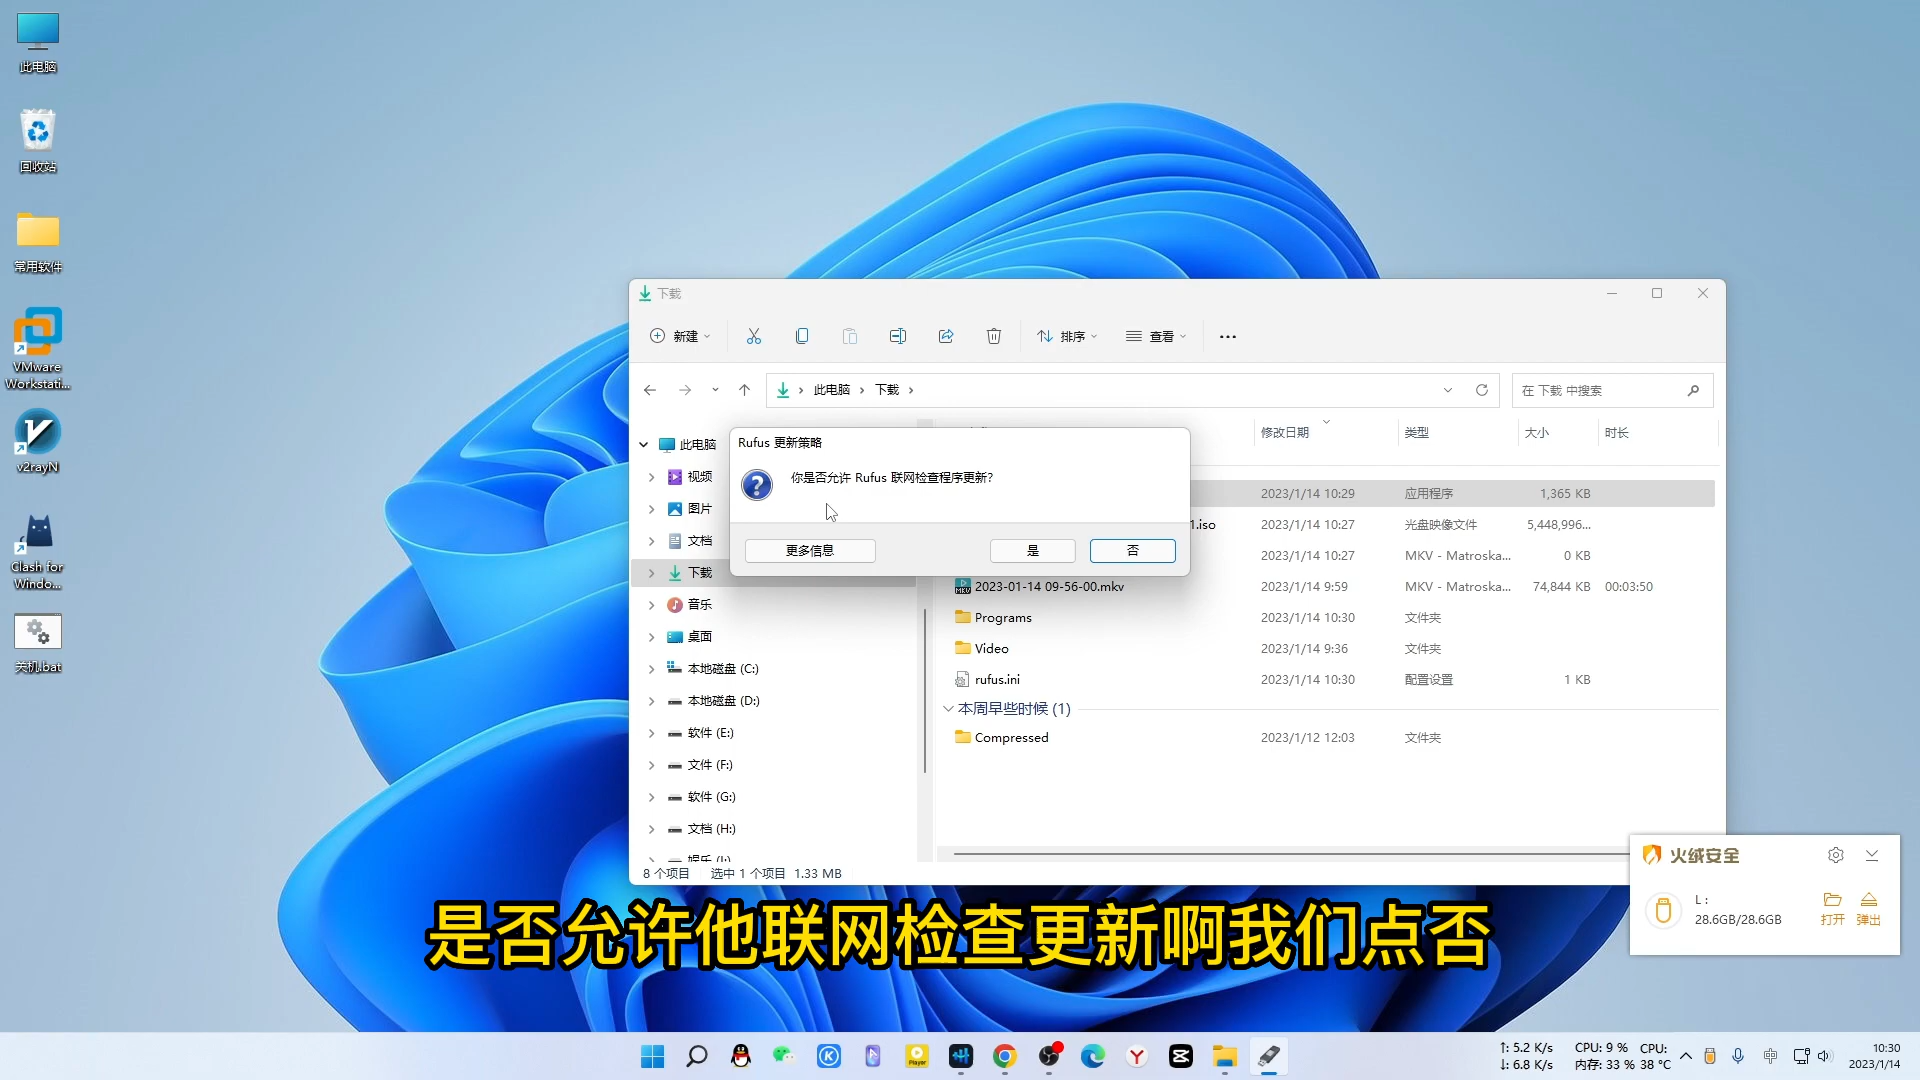 此电脑
回收站
常用软件
VMware
Workstati...
v2rayN
Clash for
Windo...
关机.bat
下载
新建
排序
查看
此电脑 › 下载 ›
在 下载 中搜索
修改日期
类型
大小
时长
此电脑
视频
图片
文档
下载
音乐
桌面
本地磁盘 (C:)
本地磁盘 (D:)
软件 (E:)
文件 (F:)
软件 (G:)
文档 (H:)
娱乐 (I:)
Rufus 更新策略
你是否允许 Rufus 联网检查程序更新?
更多信息
是
否
2023/1/14 10:29 应用程序 1,365 KB
1.iso 2023/1/14 10:27 光盘映像文件 5,448,996...
2023/1/14 10:27 MKV - Matroska... 0 KB
2023-01-14 09-56-00.mkv 2023/1/14 9:59 MKV - Matroska... 74,844 KB 00:03:50
Programs 2023/1/14 10:30 文件夹
Video 2023/1/14 9:36 文件夹
rufus.ini 2023/1/14 10:30 配置设置 1 KB
本周早些时候 (1)
Compressed 2023/1/12 12:03 文件夹
8 个项目 选中 1 个项目 1.33 MB
火绒安全
L :
28.6GB/28.6GB
打开
弹出
是否允许他联网检查更新啊我们点否
Player
↑: 5.2 K/s CPU: 9 % CPU:
↓: 6.8 K/s 内存: 33 % 38 °C
中
10:30
2023/1/14